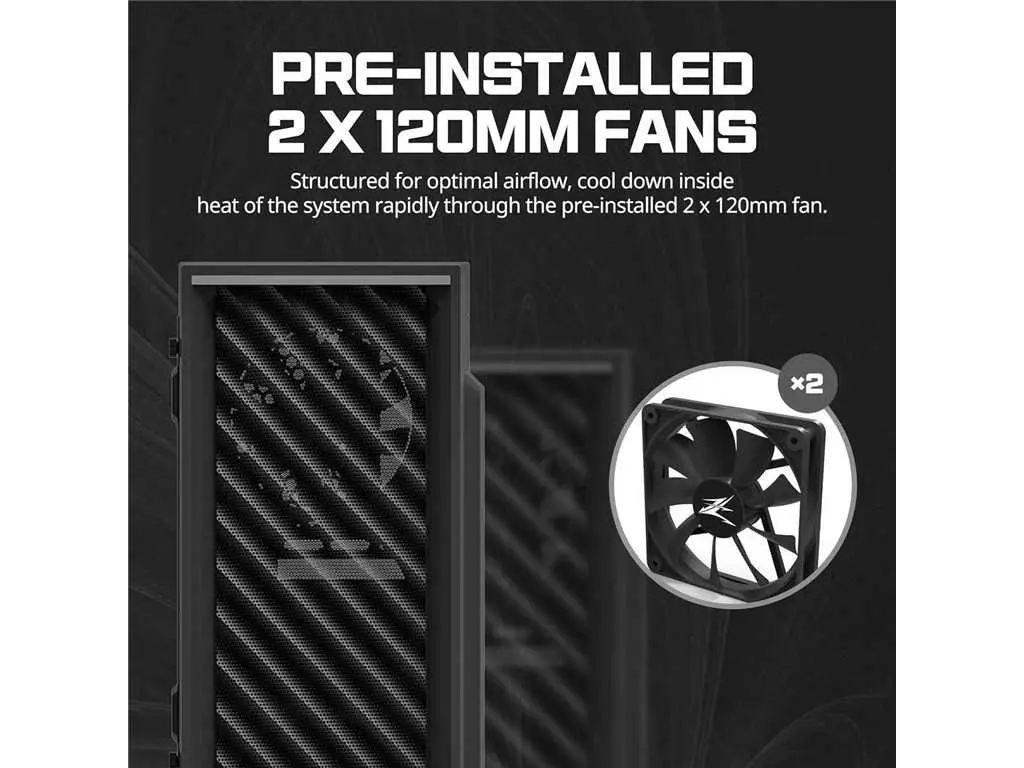 PRE-INSTALLED
2 X 120MM FANS
Structured for optimal airflow, cool down inside
heat of the system rapidly through the pre-installed 2 x 120mm fan.
×2